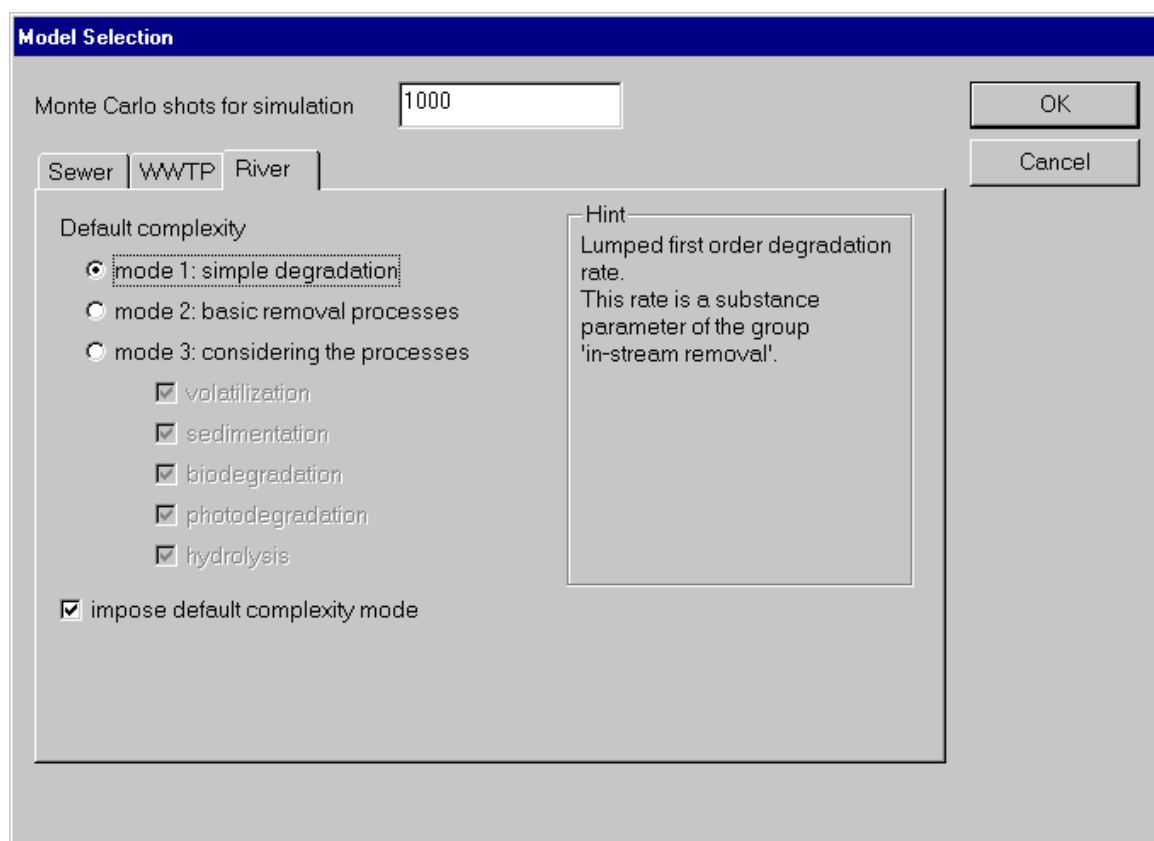 Model Selection
Monte Carlo shots for simulation
1000
OK
Cancel
Sewer
WWTP
River
Default complexity
mode 1: simple degradation
mode 2: basic removal processes
mode 3: considering the processes
volatilization
sedimentation
biodegradation
photodegradation
hydrolysis
impose default complexity mode
Hint
Lumped first order degradation
rate.
This rate is a substance
parameter of the group
'in-stream removal'.